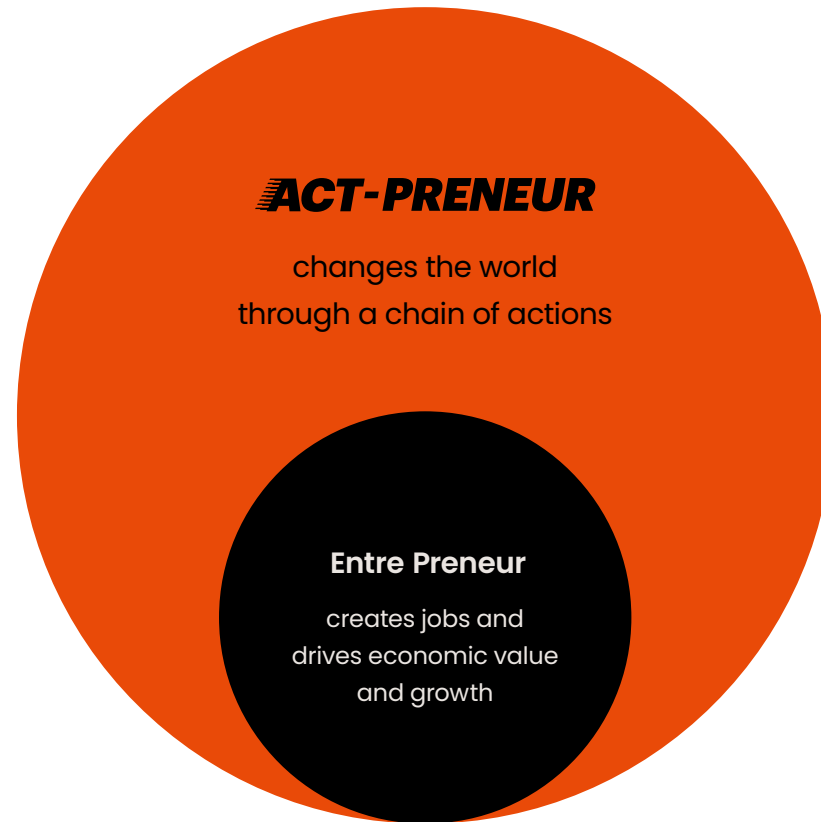 ACT-PRENEUR
changes the world
through a chain of actions
Entre Preneur
creates jobs and
drives economic value
and growth